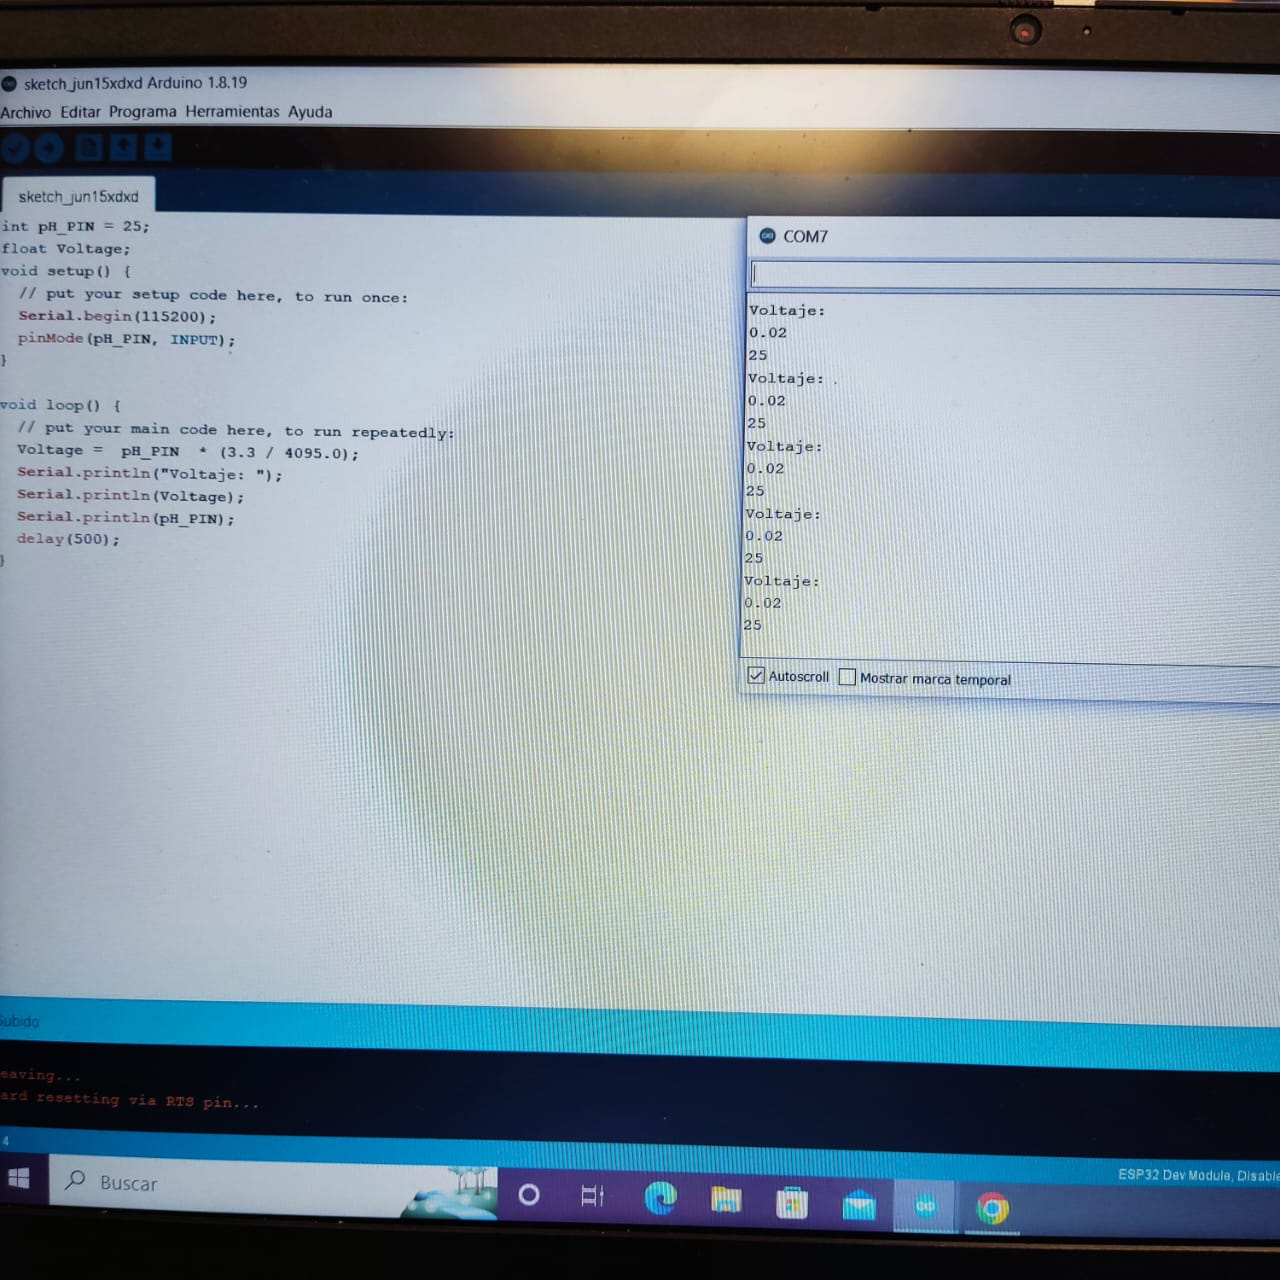 sketch_jun15xdxd Arduino 1.8.19
Archivo Editar Programa Herramientas Ayuda
sketch_jun15xdxd
int pH_PIN = 25;
float Voltage;
void setup() {
// put your setup code here, to run once:
Serial.begin(115200);
pinMode(pH_PIN, INPUT);
}
void loop() {
// put your main code here, to run repeatedly:
Voltage = pH_PIN * (3.3 / 4095.0);
Serial.println("Voltaje: ");
Serial.println(Voltage);
Serial.println(pH_PIN);
delay(500);
}
COM7
Voltaje:
0.02
25
Voltaje:
0.02
25
Voltaje:
0.02
25
Voltaje:
0.02
25
Voltaje:
0.02
25
Autoscroll Mostrar marca temporal
Subido
eaving...
ard resetting via RTS pin...
4
ESP32 Dev Module, Disable
Buscar